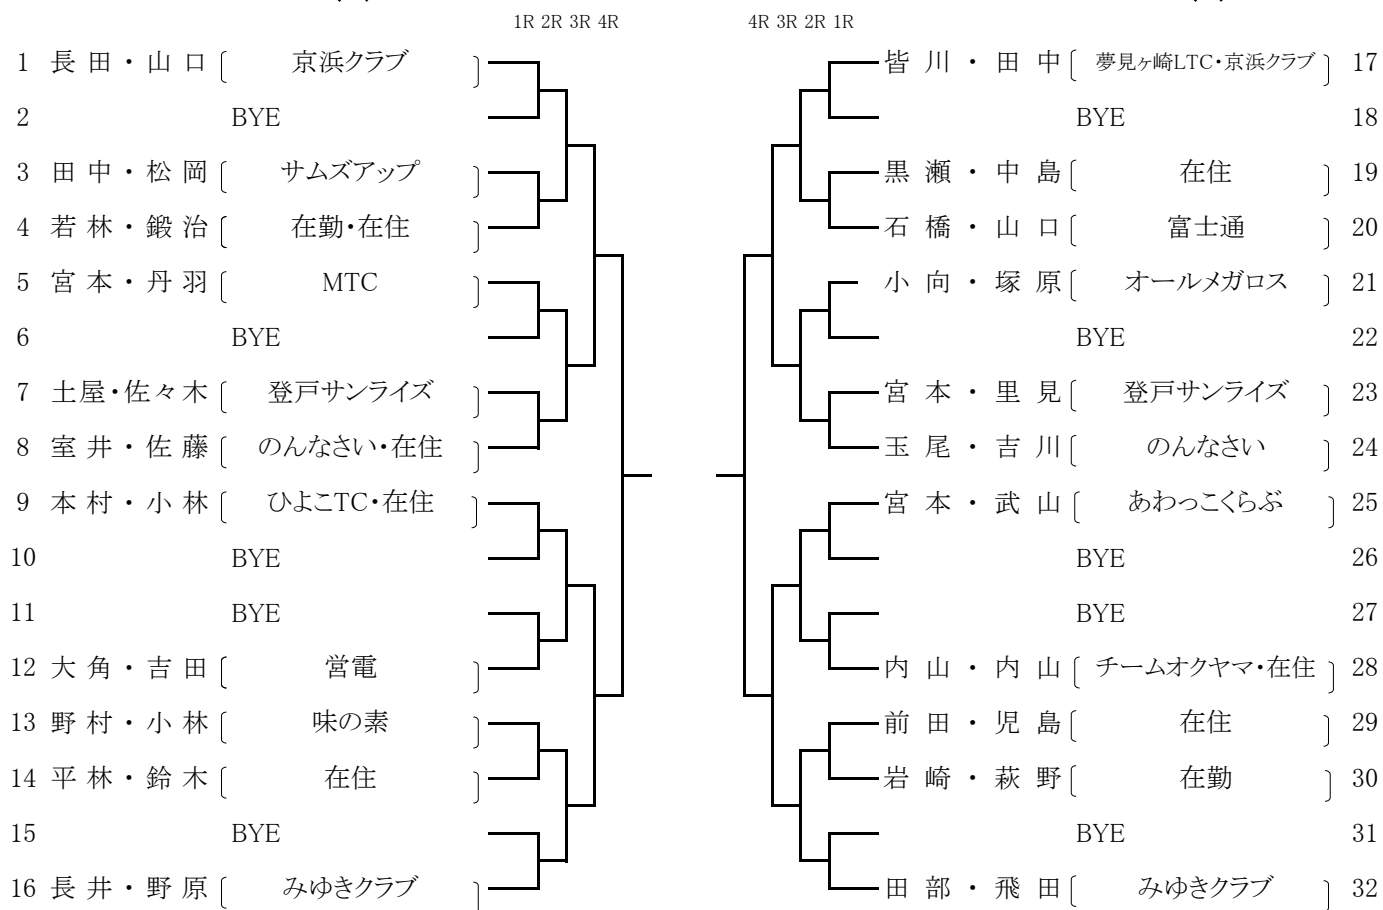 1R 2R 3R 4R
4R 3R 2R 1R
1 長田・山口〔 京浜クラブ 〕
2 BYE
3 田中・松岡〔 サムズアップ 〕
4 若林・鍛治〔 在勤・在住 〕
5 宮本・丹羽〔 MTC 〕
6 BYE
7 土屋・佐々木〔 登戸サンライズ 〕
8 室井・佐藤〔 のんなさい・在住 〕
9 本村・小林〔 ひよこTC・在住 〕
10 BYE
11 BYE
12 大角・吉田〔 営電 〕
13 野村・小林〔 味の素 〕
14 平林・鈴木〔 在住 〕
15 BYE
16 長井・野原〔 みゆきクラブ 〕
皆川・田中〔 夢見ヶ崎LTC・京浜クラブ 〕 17
BYE 18
黒瀬・中島〔 在住 〕 19
石橋・山口〔 富士通 〕 20
小向・塚原〔 オールメガロス 〕 21
BYE 22
宮本・里見〔 登戸サンライズ 〕 23
玉尾・吉川〔 のんなさい 〕 24
宮本・武山〔 あわっこくらぶ 〕 25
BYE 26
BYE 27
内山・内山〔 チームオクヤマ・在住 〕 28
前田・児島〔 在住 〕 29
岩崎・萩野〔 在勤 〕 30
BYE 31
田部・飛田〔 みゆきクラブ 〕 32